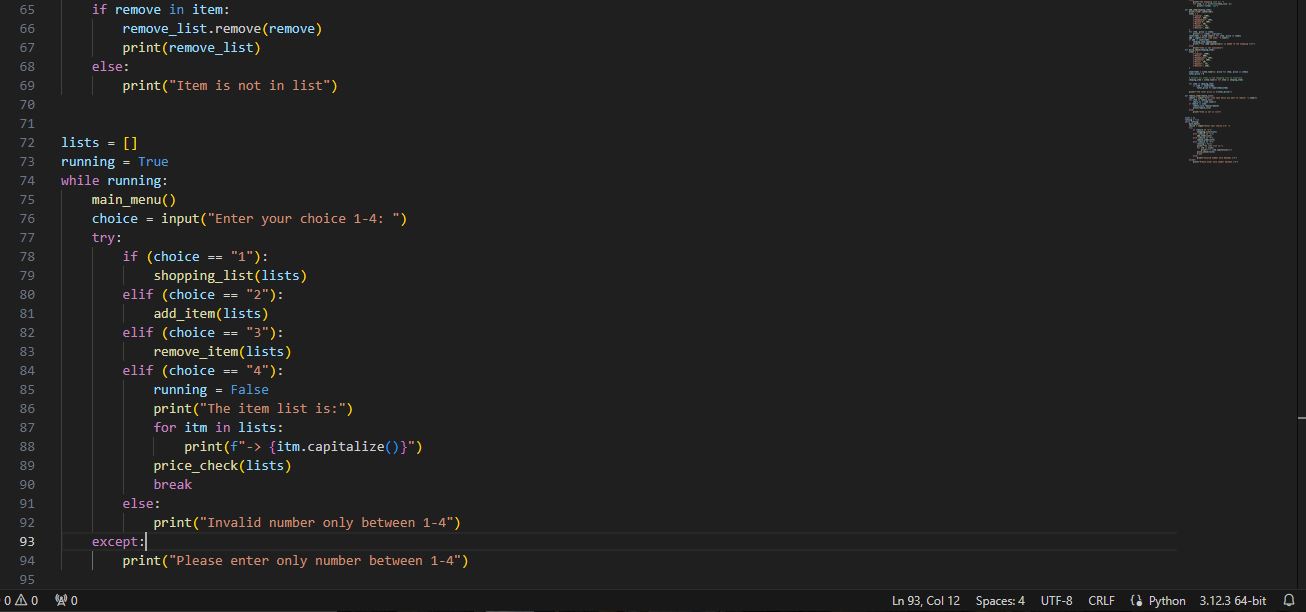 65 if remove in item:
66 remove_list.remove(remove)
67 print(remove_list)
68 else:
69 print("Item is not in list")
70
71
72 lists = []
73 running = True
74 while running:
75 main_menu()
76 choice = input("Enter your choice 1-4: ")
77 try:
78 if (choice == "1"):
79 shopping_list(lists)
80 elif (choice == "2"):
81 add_item(lists)
82 elif (choice == "3"):
83 remove_item(lists)
84 elif (choice == "4"):
85 running = False
86 print("The item list is:")
87 for itm in lists:
88 print(f"-> {itm.capitalize()}")
89 price_check(lists)
90 break
91 else:
92 print("Invalid number only between 1-4")
93 except:
94 print("Please enter only number between 1-4")
95
0 0 0 Ln 93, Col 12 Spaces: 4 UTF-8 CRLF Python 3.12.3 64-bit